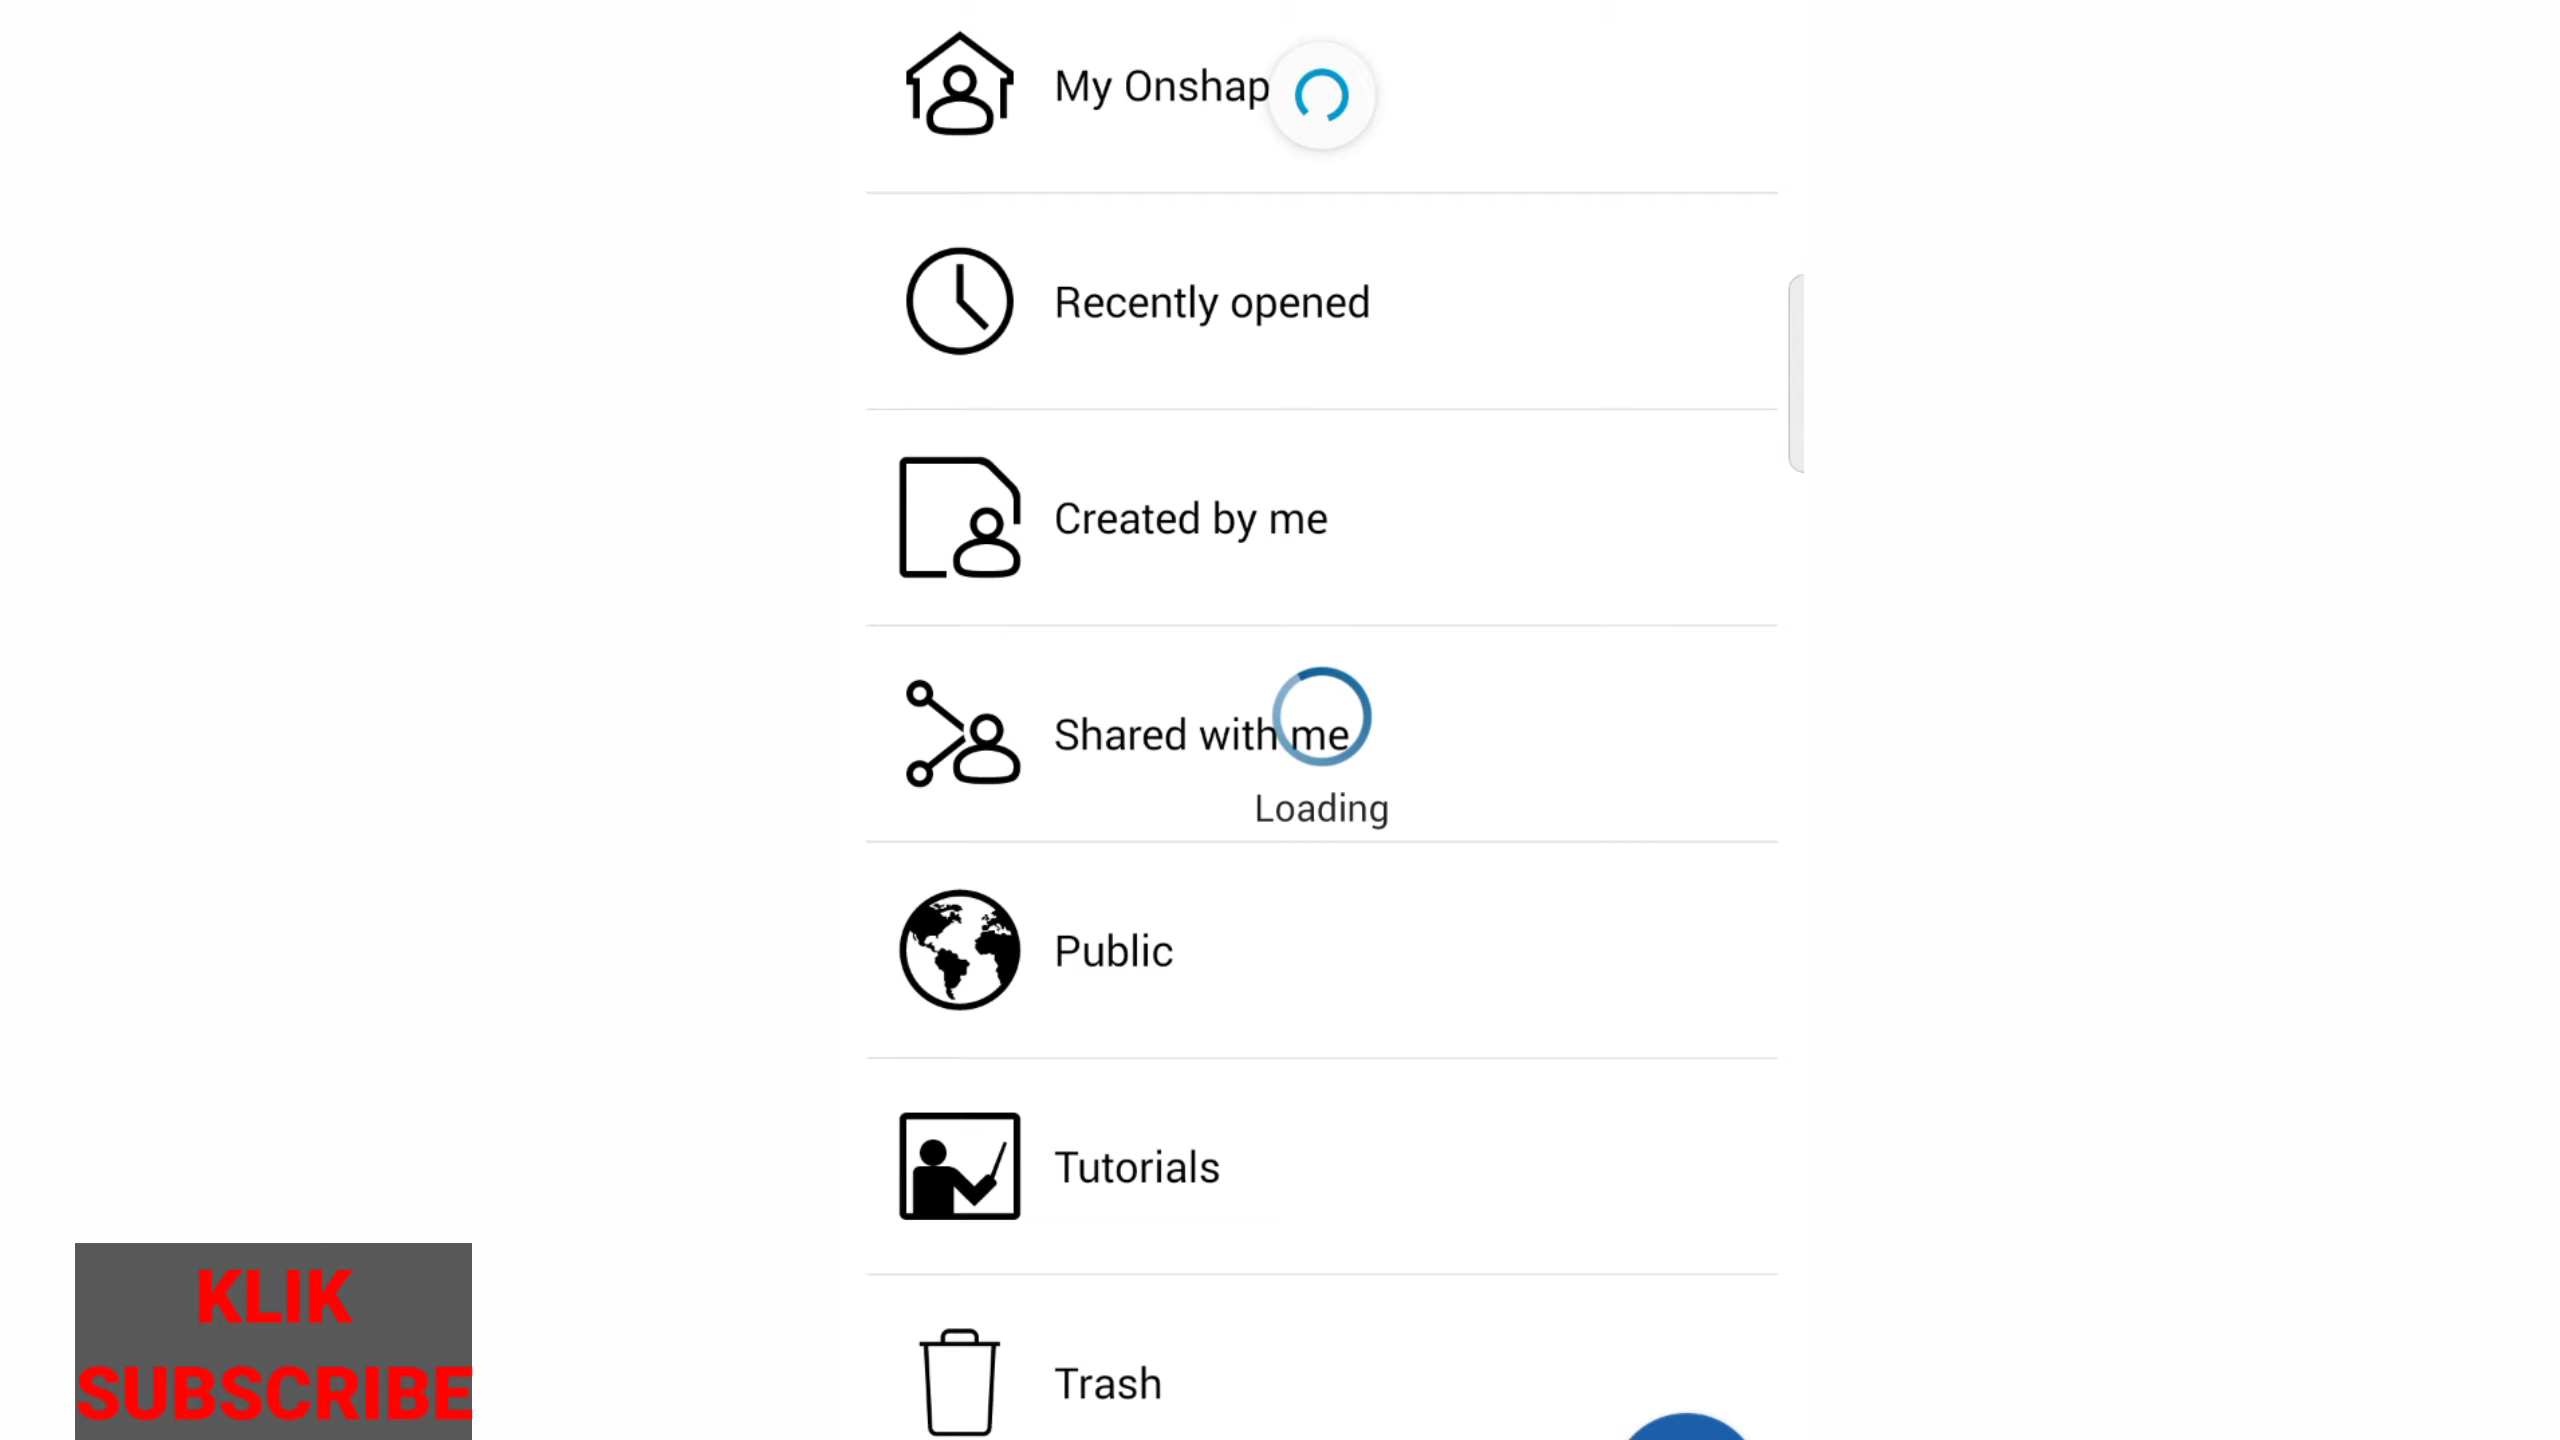 My Onshap
Recently opened
Created by me
Shared with me
Loading
Public
Tutorials
Trash
KLIK
SUBSCRIBE